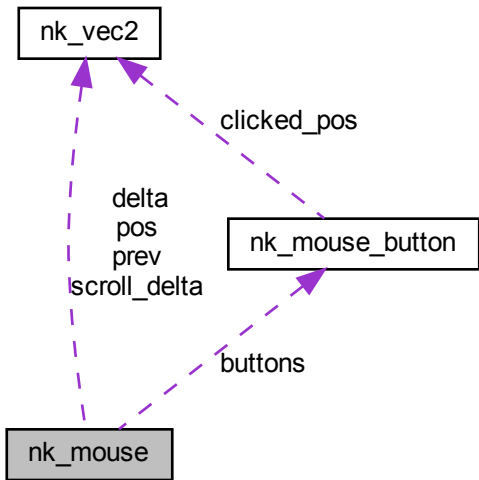 nk_vec2
clicked_pos
delta
pos
prev
scroll_delta
nk_mouse_button
buttons
nk_mouse